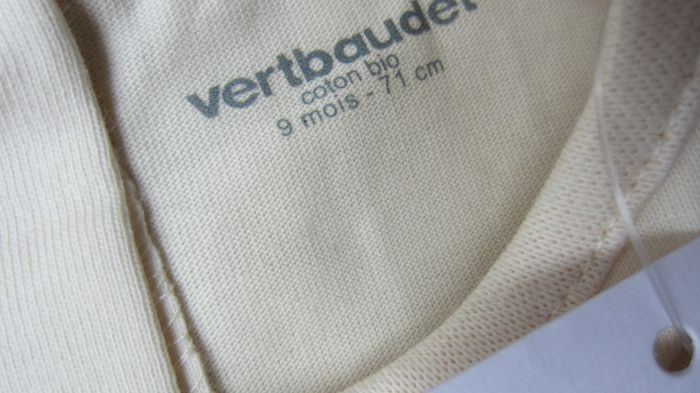 vertbaudet
coton bio
9 mois - 71 cm